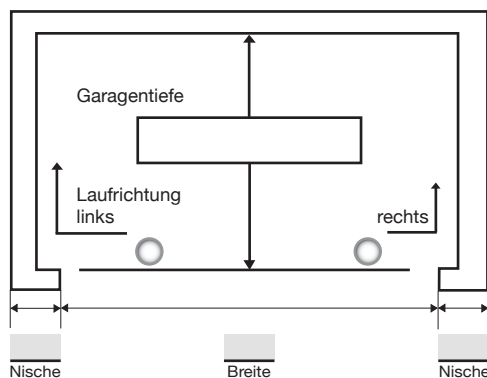 Garagentiefe
Laufrichtung
links
rechts
Nische
Breite
Nische